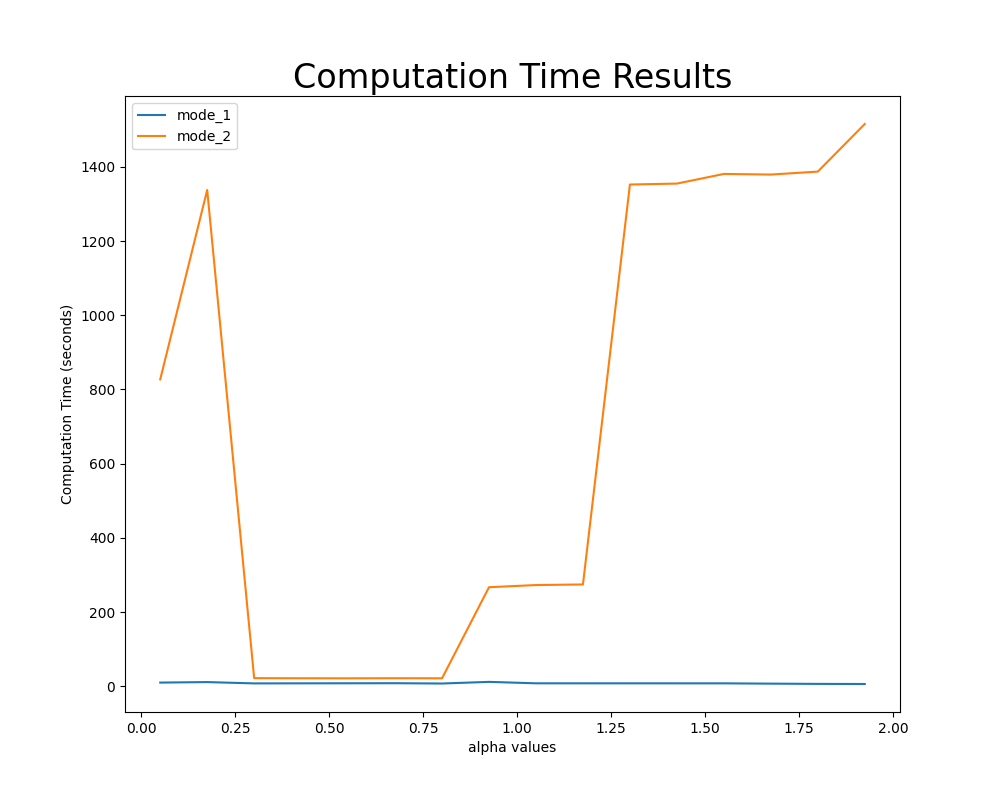 Computation Time Results
mode_1
mode_2
Computation Time (seconds)
1400
1200
1000
800
600
400
200
0
0.00 0.25 0.50 0.75 1.00 1.25 1.50 1.75 2.00
alpha values